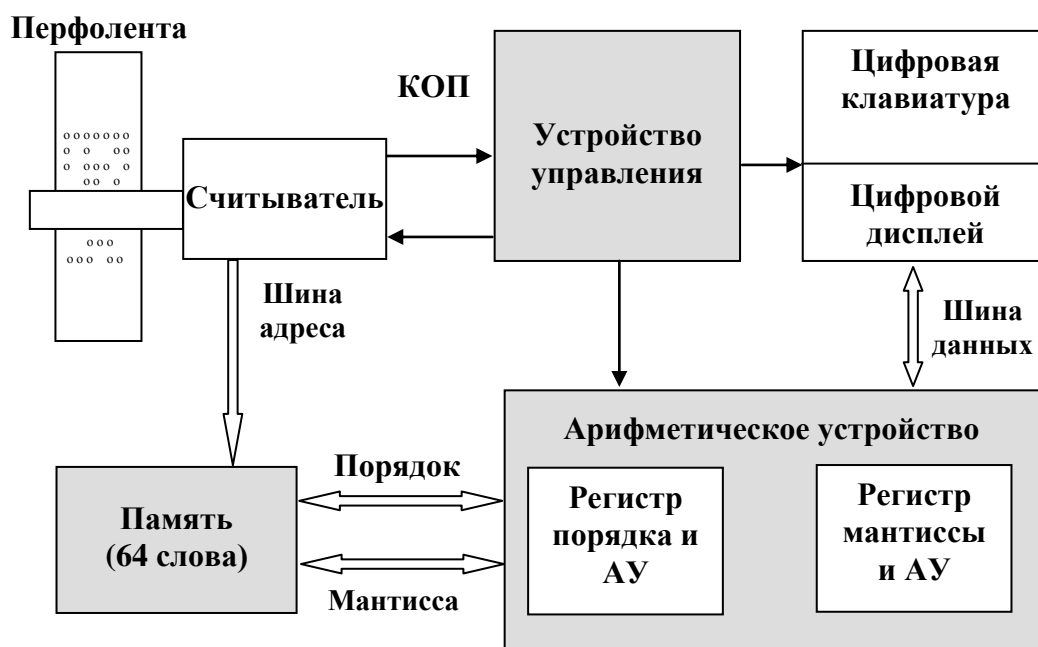 Перфолента
КОП
Считыватель
Устройство
управления
Цифровая
клавиатура
Цифровой
дисплей
Шина
адреса
Шина
данных
Память
(64 слова)
Порядок
Мантисса
Арифметическое устройство
Регистр
порядка и
АУ
Регистр
мантиссы
и АУ